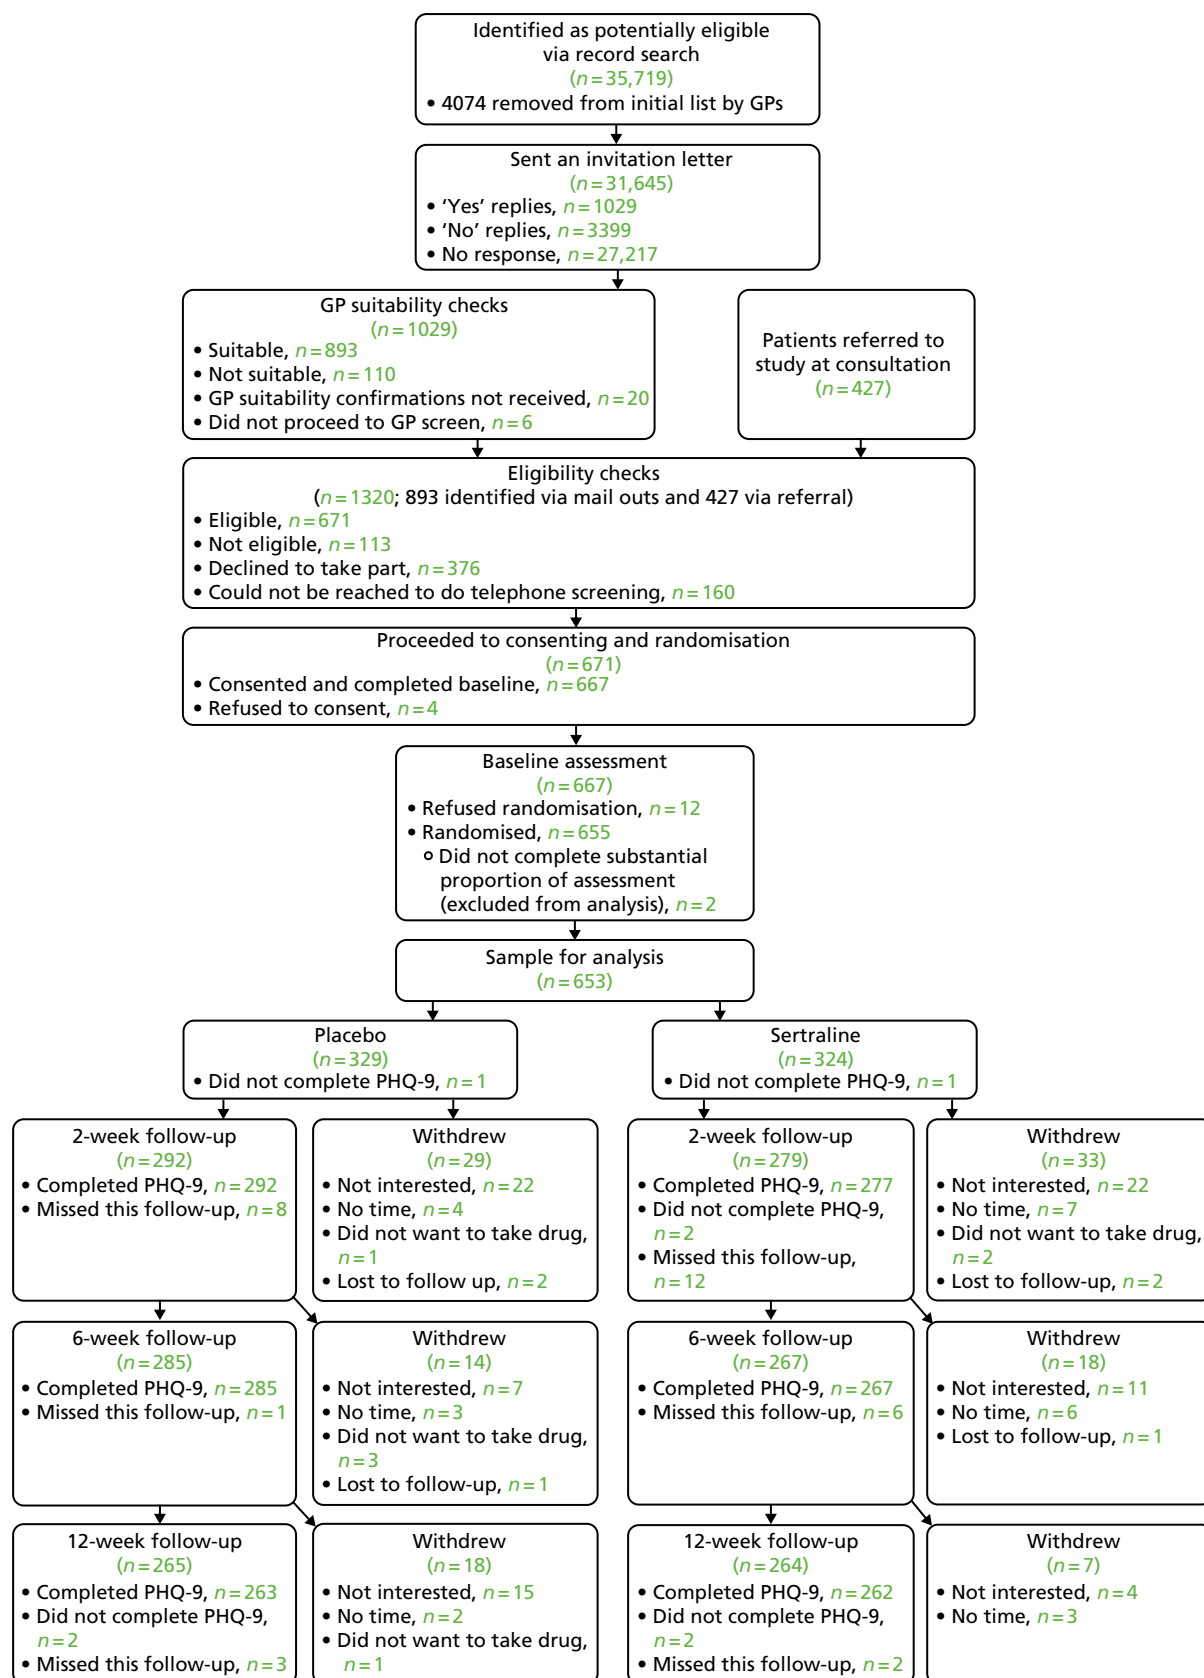 Identified as potentially eligible
via record search
(n=35,719)
• 4074 removed from initial list by GPs
Sent an invitation letter
(n=31,645)
• ‘Yes’ replies, n=1029
• ‘No’ replies, n=3399
• No response, n=27,217
GP suitability checks
(n=1029)
• Suitable, n=893
• Not suitable, n=110
• GP suitability confirmations not received, n=20
• Did not proceed to GP screen, n=6
Patients referred to
study at consultation
(n=427)
Eligibility checks
(n=1320; 893 identified via mail outs and 427 via referral)
• Eligible, n=671
• Not eligible, n=113
• Declined to take part, n=376
• Could not be reached to do telephone screening, n=160
Proceeded to consenting and randomisation
(n=671)
• Consented and completed baseline, n=667
• Refused to consent, n=4
Baseline assessment
(n=667)
• Refused randomisation, n=12
• Randomised, n=655
Did not complete substantial
proportion of assessment
(excluded from analysis), n=2
Sample for analysis
(n=653)
Placebo
(n=329)
• Did not complete PHQ-9, n=1
Sertraline
(n=324)
• Did not complete PHQ-9, n=1
2-week follow-up
(n=292)
• Completed PHQ-9, n=292
• Missed this follow-up, n=8
Withdrew
(n=29)
• Not interested, n=22
• No time, n=4
• Did not want to take drug,
n=1
• Lost to follow up, n=2
2-week follow-up
(n=279)
• Completed PHQ-9, n=277
• Did not complete PHQ-9,
n=2
• Missed this follow-up,
n=12
Withdrew
(n=33)
• Not interested, n=22
• No time, n=7
• Did not want to take drug,
n=2
• Lost to follow-up, n=2
6-week follow-up
(n=285)
• Completed PHQ-9, n=285
• Missed this follow-up, n=1
Withdrew
(n=14)
• Not interested, n=7
• No time, n=3
• Did not want to take drug,
n=3
• Lost to follow-up, n=1
6-week follow-up
(n=267)
• Completed PHQ-9, n=267
• Missed this follow-up, n=6
Withdrew
(n=18)
• Not interested, n=11
• No time, n=6
• Lost to follow-up, n=1
12-week follow-up
(n=265)
• Completed PHQ-9, n=263
• Did not complete PHQ-9,
n=2
• Missed this follow-up, n=3
Withdrew
(n=18)
• Not interested, n=15
• No time, n=2
• Did not want to take drug,
n=1
12-week follow-up
(n=264)
• Completed PHQ-9, n=262
• Did not complete PHQ-9,
n=2
• Missed this follow-up, n=2
Withdrew
(n=7)
• Not interested, n=4
• No time, n=3